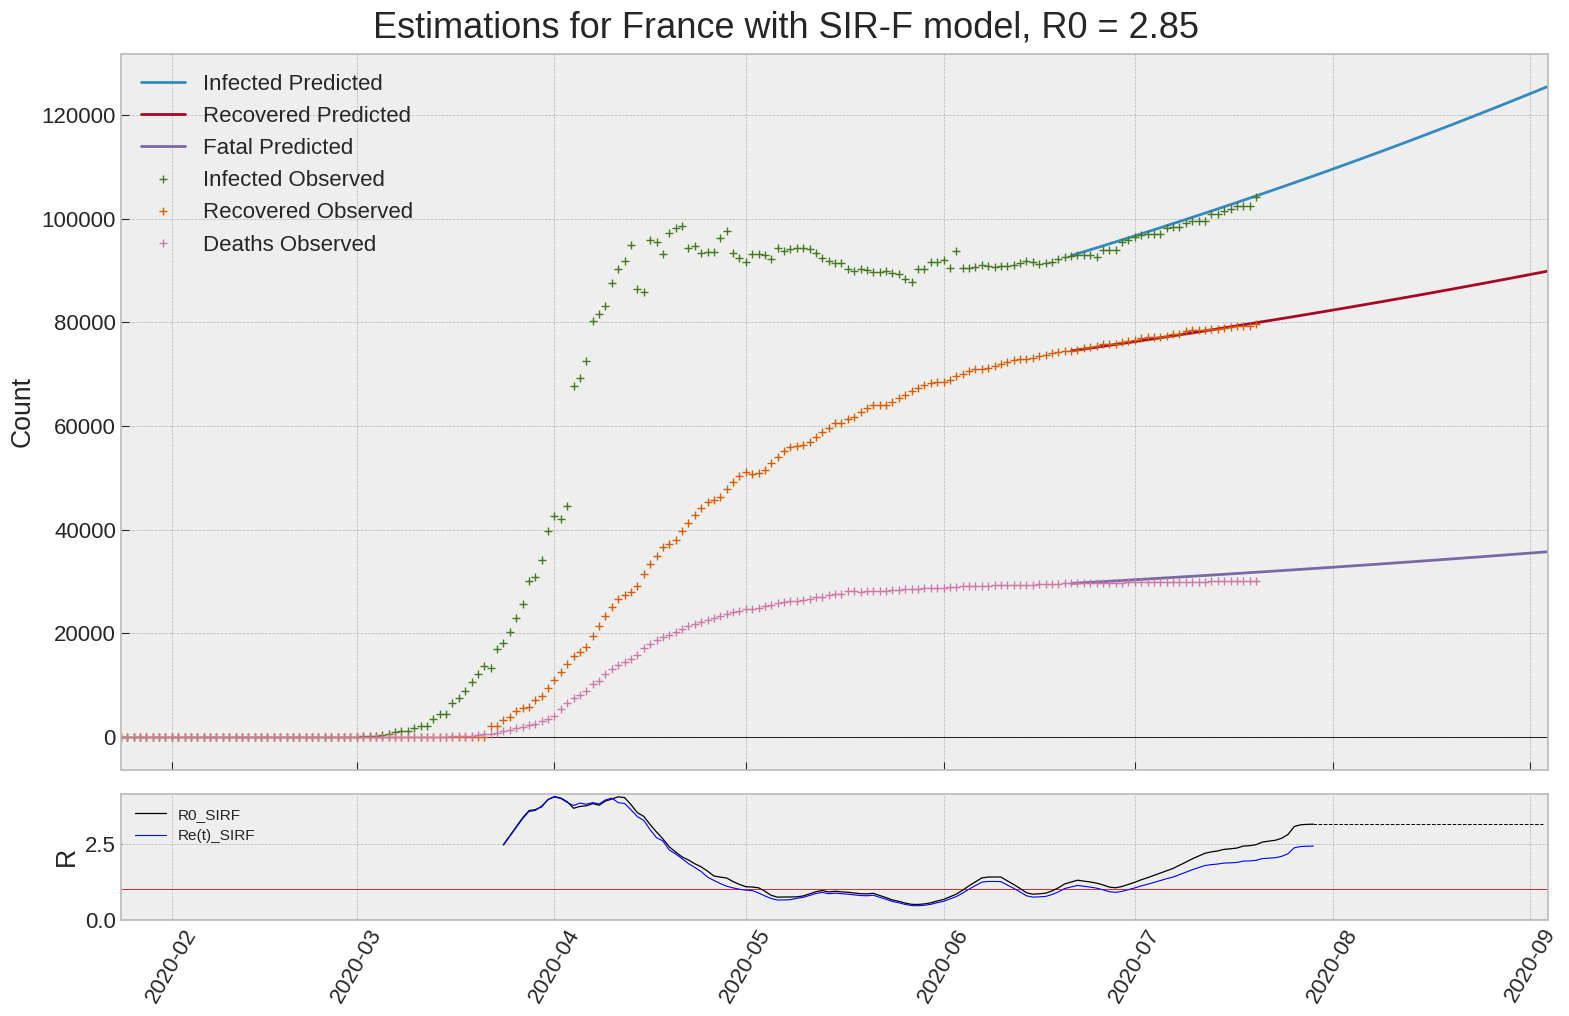 Estimations for France with SIR-F model, R0 = 2.85
Infected Predicted
Recovered Predicted
Fatal Predicted
Infected Observed
Recovered Observed
Deaths Observed
120000
100000
80000
60000
40000
20000
0
Count
R0_SIRF
Re(t)_SIRF
2.5
0.0
R
2020-02
2020-03
2020-04
2020-05
2020-06
2020-07
2020-08
2020-09